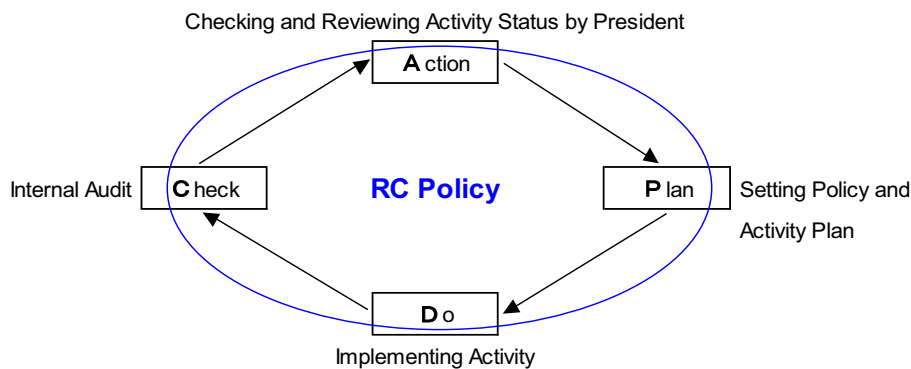 Checking and Reviewing Activity Status by President
Action
Internal Audit
Check
RC Policy
Plan
Setting Policy and
Activity Plan
Do
Implementing Activity